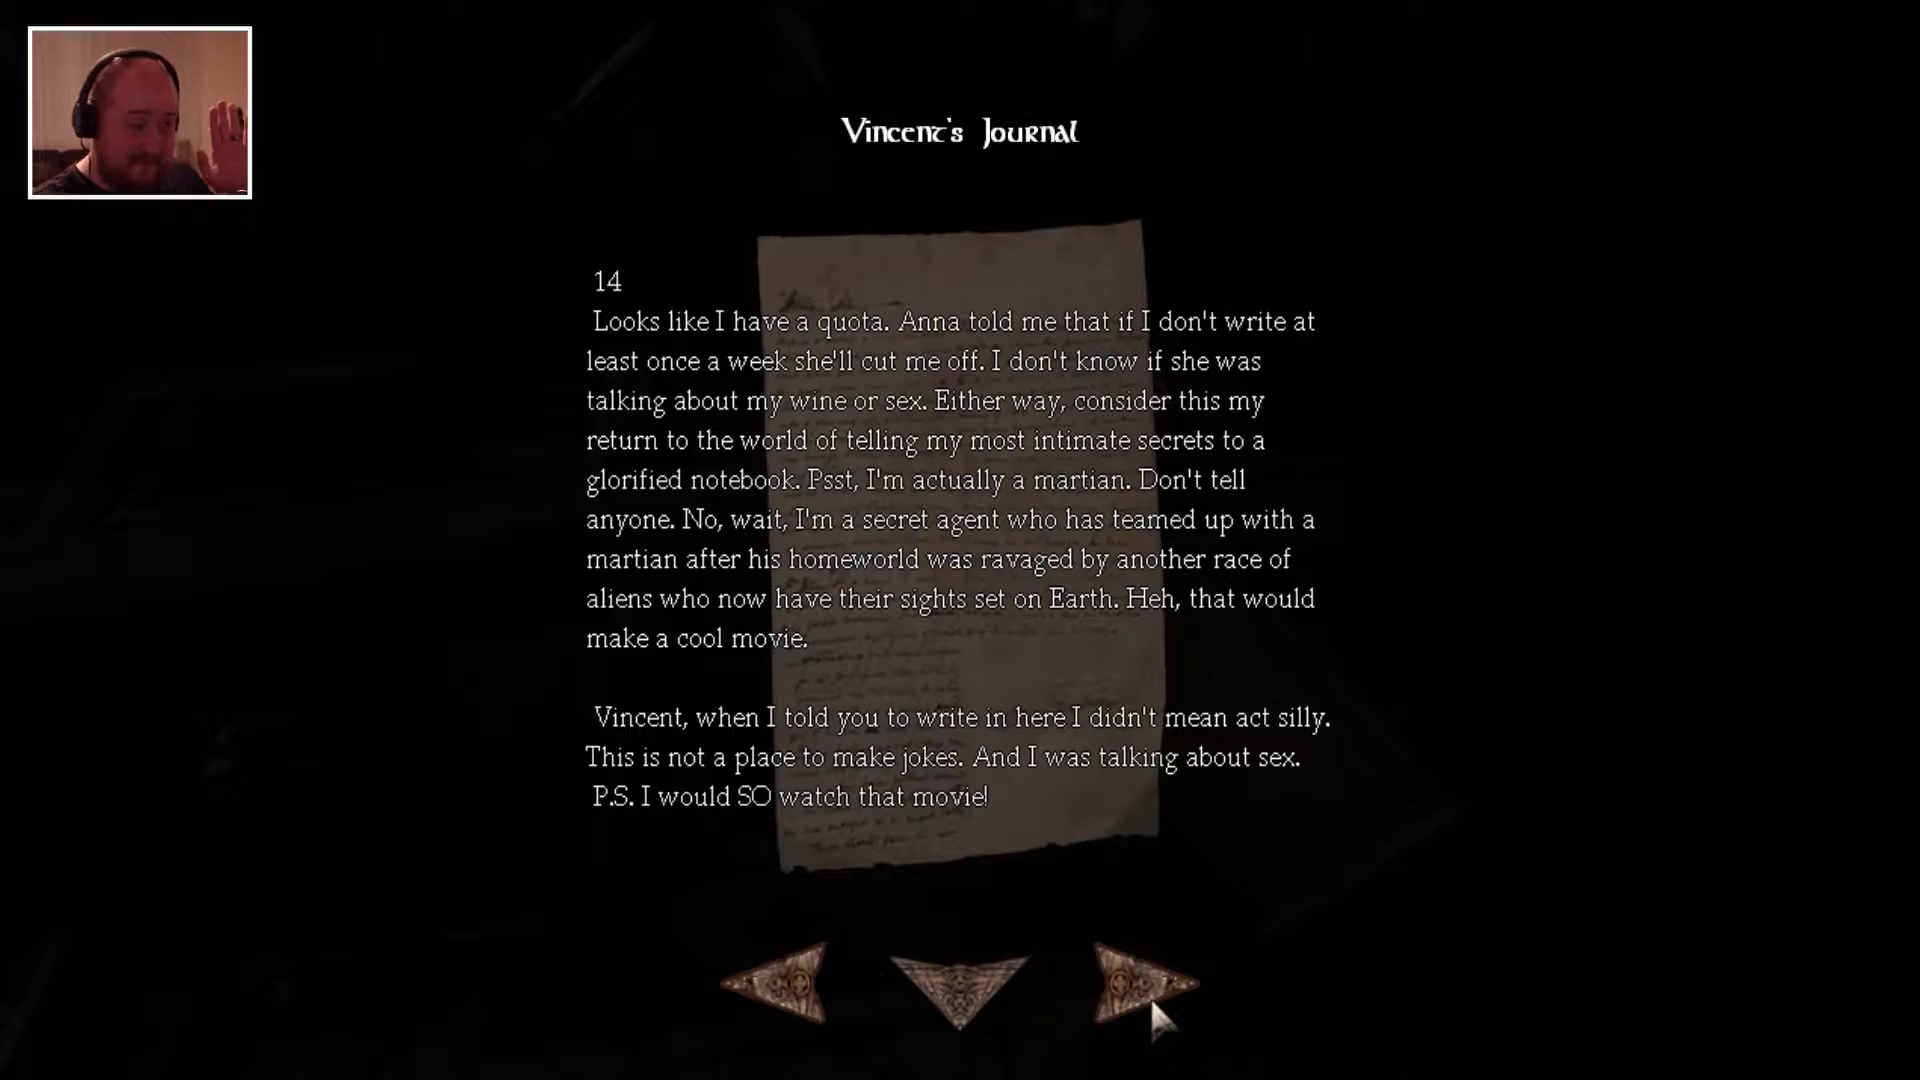 Vincent's Journal
14
Looks like I have a quota. Anna told me that if I don't write at
least once a week she'll cut me off. I don't know if she was
talking about my wine or sex. Either way, consider this my
return to the world of telling my most intimate secrets to a
glorified notebook. Psst, I'm actually a martian. Don't tell
anyone. No, wait, I'm a secret agent who has teamed up with a
martian after his homeworld was ravaged by another race of
aliens who now have their sights set on Earth. Heh, that would
make a cool movie.
Vincent, when I told you to write in here I didn't mean act silly.
This is not a place to make jokes. And I was talking about sex.
P.S. I would SO watch that movie!